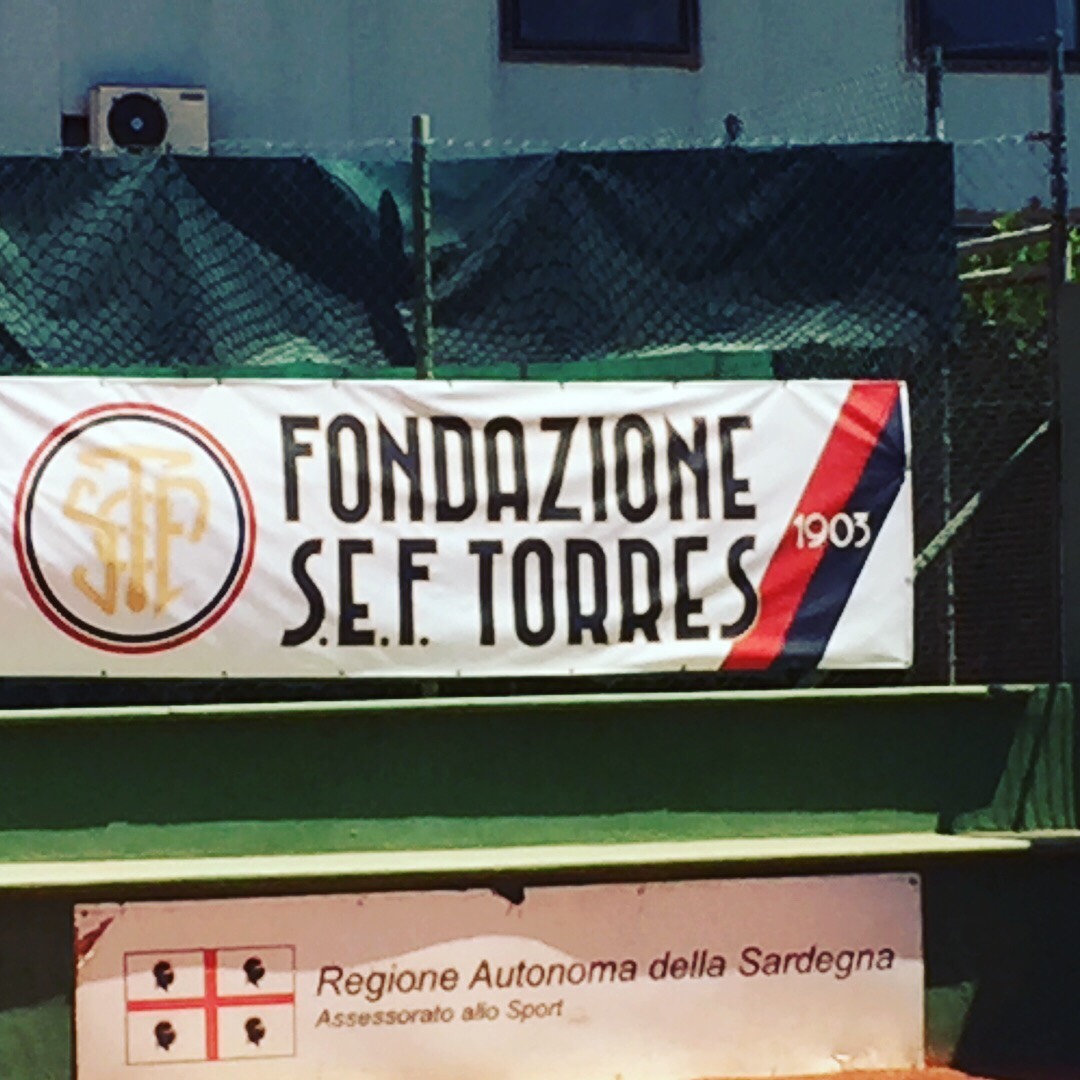 FONDAZIONE
S.E.F. TORRES
1903
Regione Autonoma della Sardegna
Assessorato allo Sport